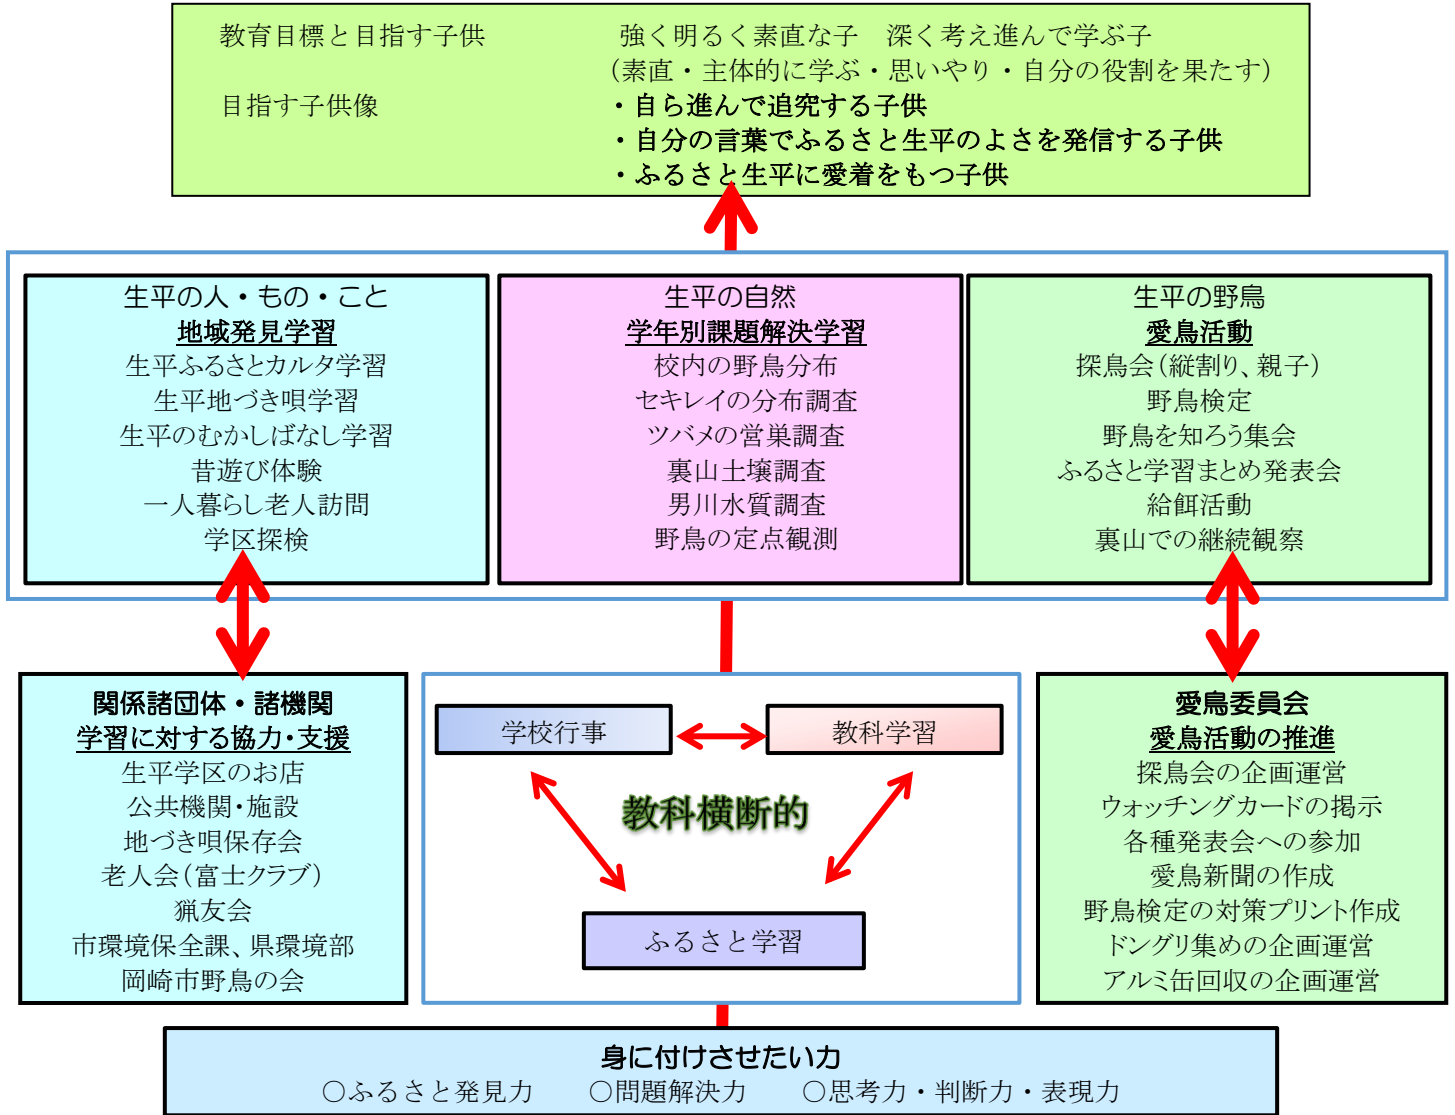 教育目標と目指す子供　強く明るく素直な子　深く考え進んで学ぶ子
（素直・主体的に学ぶ・思いやり・自分の役割を果たす）
目指す子供像　・自ら進んで追究する子供
・自分の言葉でふるさと生平のよさを発信する子供
・ふるさと生平に愛着をもつ子供
生平の人・もの・こと
地域発見学習
生平ふるさとカルタ学習
生平地づき唄学習
生平のむかしばなし学習
昔遊び体験
一人暮らし老人訪問
学区探検
生平の自然
学年別課題解決学習
校内の野鳥分布
セキレイの分布調査
ツバメの営巣調査
裏山土壌調査
男川水質調査
野鳥の定点観測
生平の野鳥
愛鳥活動
探鳥会（縦割り、親子）
野鳥検定
野鳥を知ろう集会
ふるさと学習まとめ発表会
給餌活動
裏山での継続観察
関係諸団体・諸機関
学習に対する協力・支援
生平学区のお店
公共機関・施設
地づき唄保存会
老人会（富士クラブ）
猟友会
市環境保全課、県環境部
岡崎市野鳥の会
学校行事
教科学習
教科横断的
ふるさと学習
愛鳥委員会
愛鳥活動の推進
探鳥会の企画運営
ウォッチングカードの掲示
各種発表会への参加
愛鳥新聞の作成
野鳥検定の対策プリント作成
ドングリ集めの企画運営
アルミ缶回収の企画運営
身に付けさせたい力
○ふるさと発見力　○問題解決力　○思考力・判断力・表現力